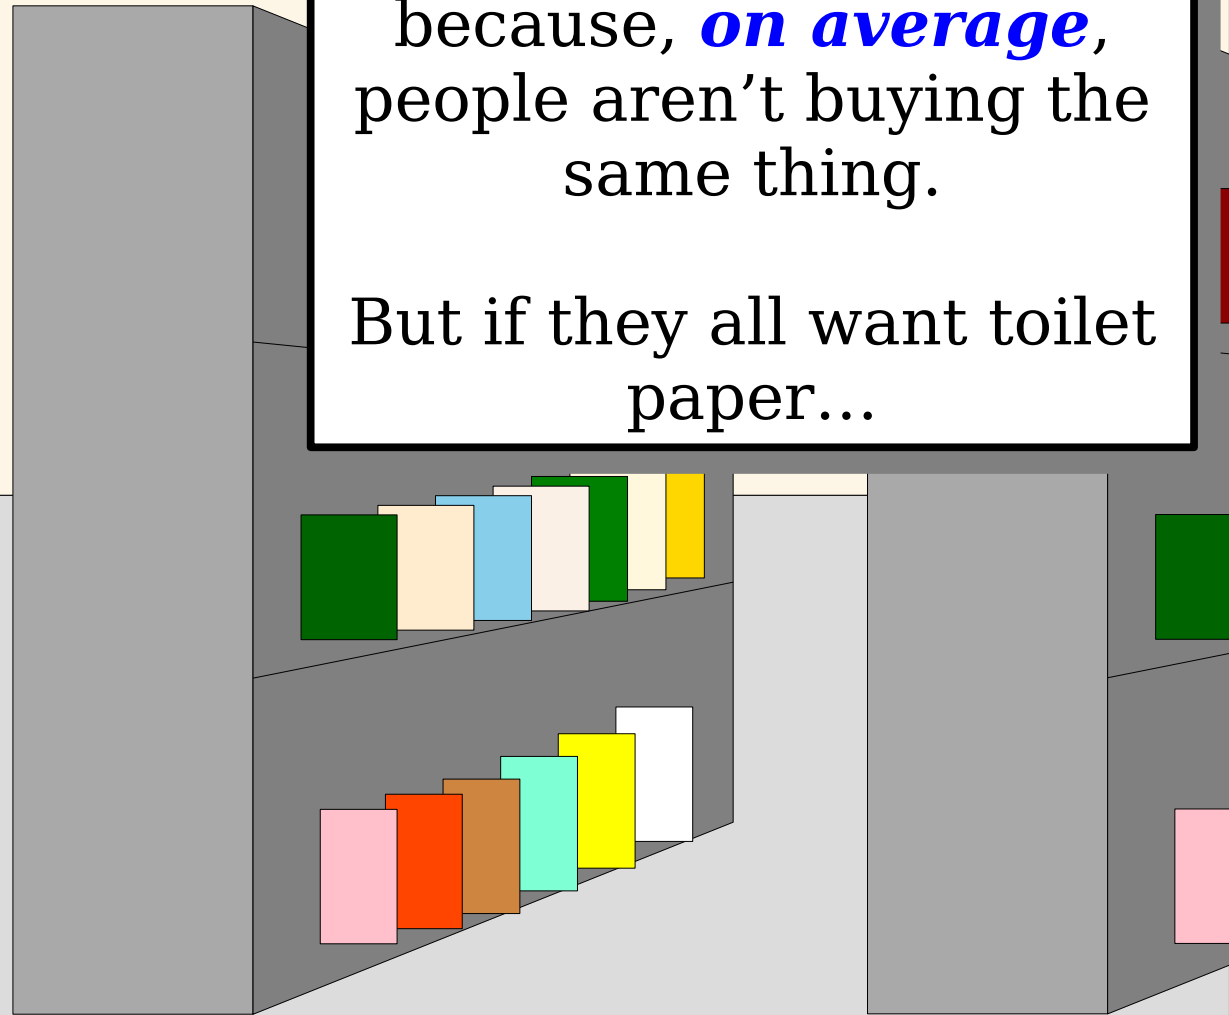 because, on average,
people aren’t buying the
same thing.
But if they all want toilet
paper…